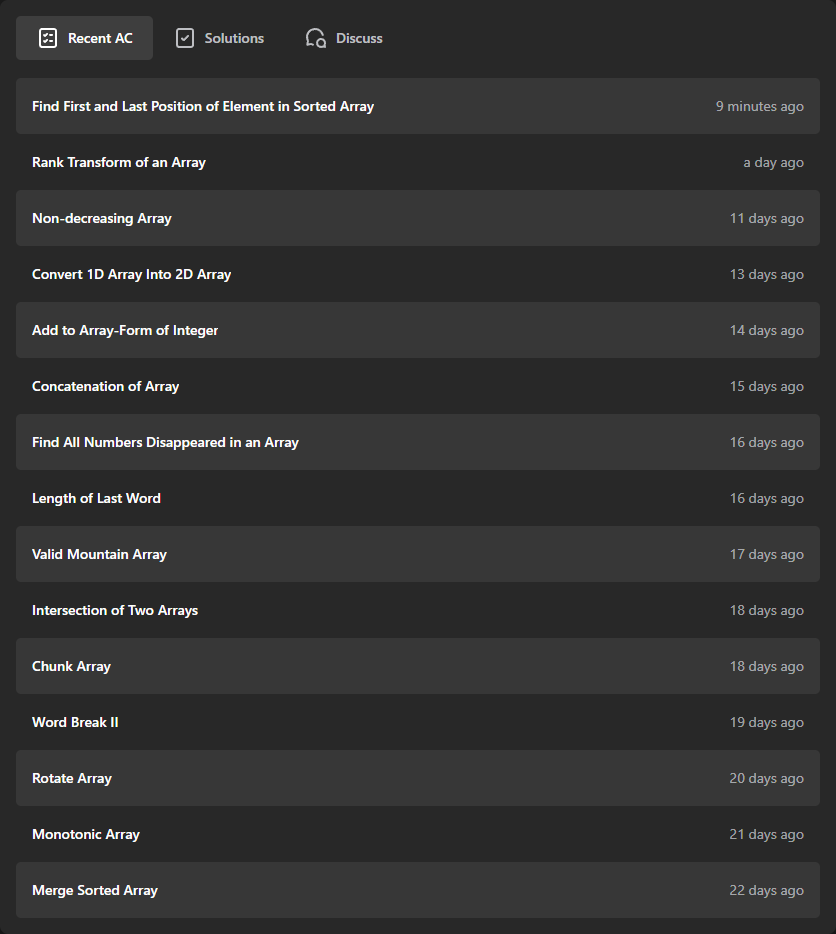 Recent AC Solutions Discuss
Find First and Last Position of Element in Sorted Array 9 minutes ago
Rank Transform of an Array a day ago
Non-decreasing Array 11 days ago
Convert 1D Array Into 2D Array 13 days ago
Add to Array-Form of Integer 14 days ago
Concatenation of Array 15 days ago
Find All Numbers Disappeared in an Array 16 days ago
Length of Last Word 16 days ago
Valid Mountain Array 17 days ago
Intersection of Two Arrays 18 days ago
Chunk Array 18 days ago
Word Break II 19 days ago
Rotate Array 20 days ago
Monotonic Array 21 days ago
Merge Sorted Array 22 days ago